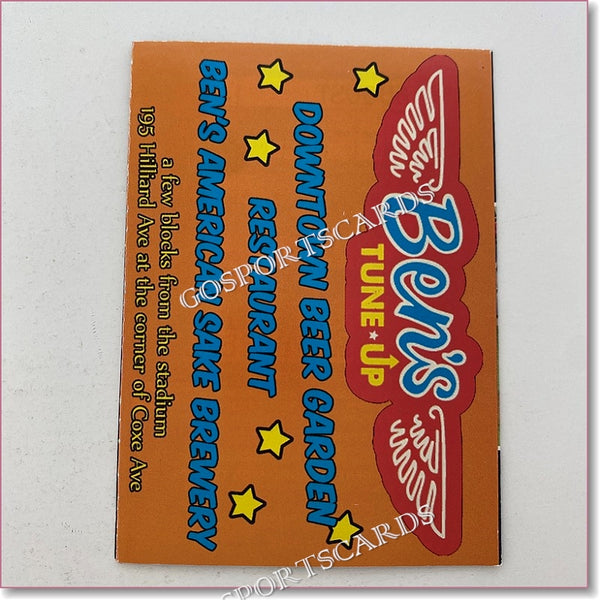 Ben's
TUNE★UP
DOWNTOWN BEER GARDEN
RESTAURANT
BEN'S AMERICAN SAKE BREWERY
a few blocks from the stadium
195 Hilliard Ave at the corner of Coxe Ave
GOSPORTSCARDS
SPORTSCARDS